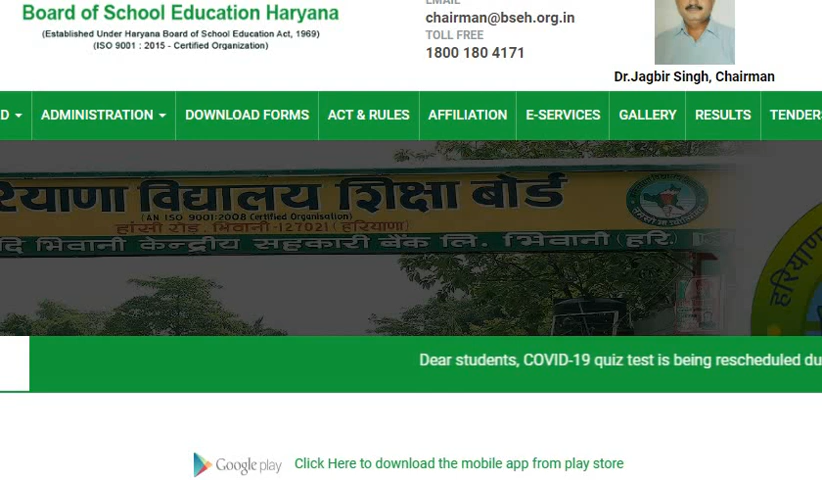 Board of School Education Haryana
(Established Under Haryana Board of School Education Act, 1969)
(ISO 9001 : 2015 - Certified Organization)
EMAIL
chairman@bseh.org.in
TOLL FREE
1800 180 4171
Dr.Jagbir Singh, Chairman
D ADMINISTRATION DOWNLOAD FORMS ACT & RULES AFFILIATION E-SERVICES GALLERY RESULTS TENDERS
रियाणा विद्यालय शिक्षा बोर्ड
(AN ISO 9001:2008 Certified Organisation)
हांसी रोड़, भिवानी-127021 (हरियाणा)
दि भिवानी केन्द्रीय सहकारी बैंक लि. भिवानी (हरि.)
हरियाणा
Dear students, COVID-19 quiz test is being rescheduled du
Google play Click Here to download the mobile app from play store